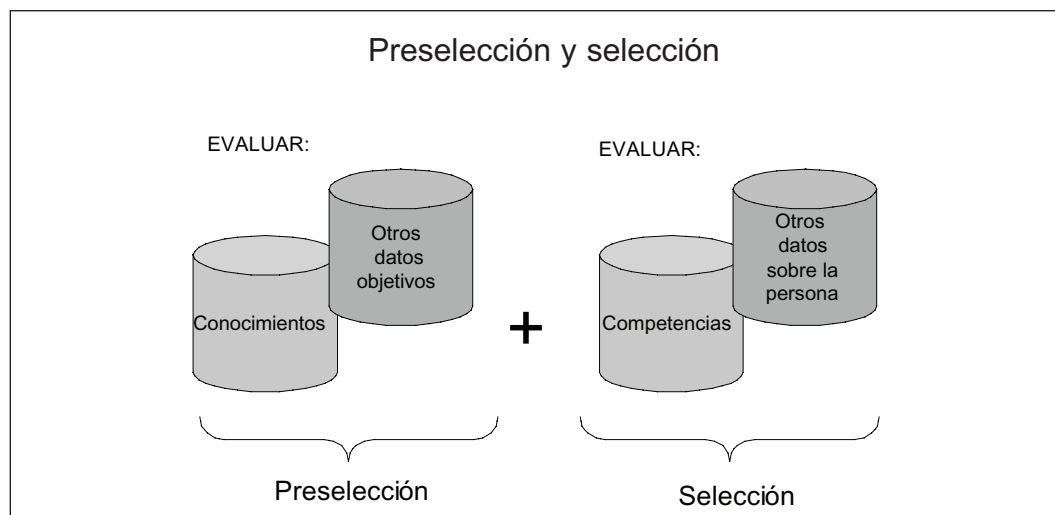 Preselección y selección
EVALUAR:
Otros
datos
objetivos
Conocimientos
+
EVALUAR:
Otros
datos
sobre la
persona
Competencias
Preselección
Selección